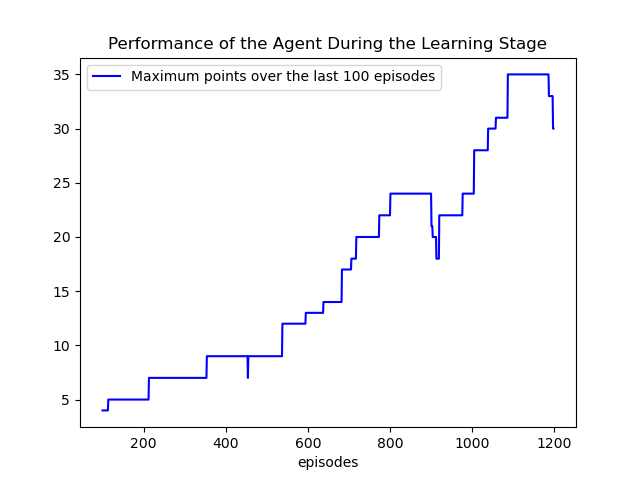 Performance of the Agent During the Learning Stage
Maximum points over the last 100 episodes
35
30
25
20
15
10
5
200 400 600 800 1000 1200
episodes